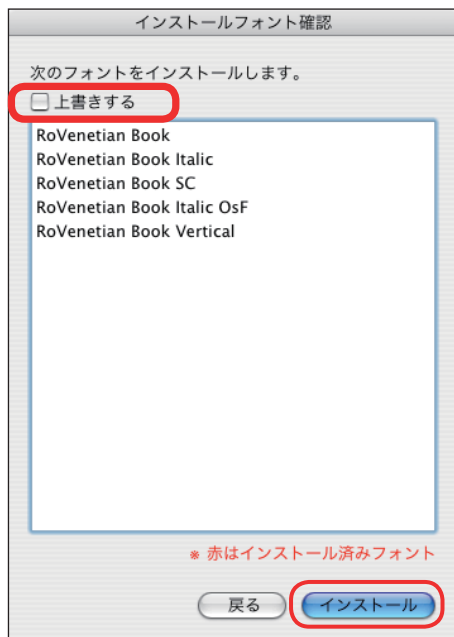 インストールフォント確認
次のフォントをインストールします。
上書きする
RoVenetian Book
RoVenetian Book Italic
RoVenetian Book SC
RoVenetian Book Italic OsF
RoVenetian Book Vertical
※ 赤はインストール済みフォント
戻る インストール